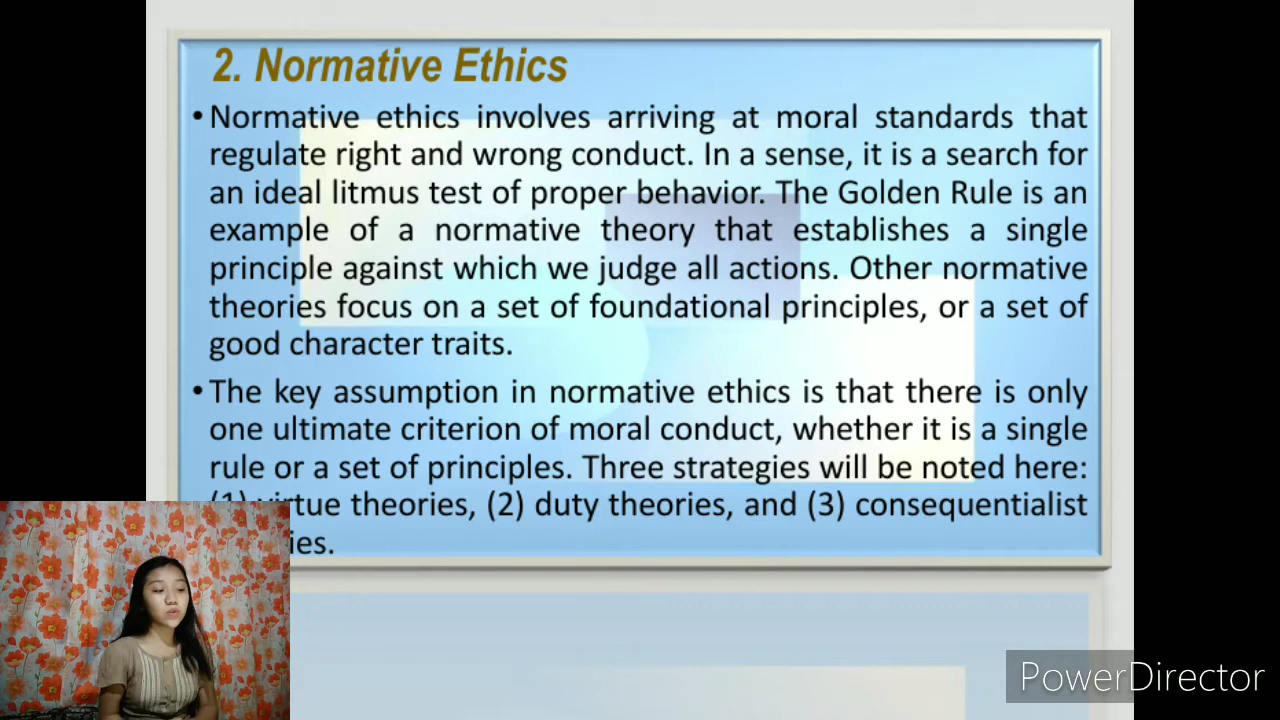 2. Normative Ethics
• Normative ethics involves arriving at moral standards that
regulate right and wrong conduct. In a sense, it is a search for
an ideal litmus test of proper behavior. The Golden Rule is an
example of a normative theory that establishes a single
principle against which we judge all actions. Other normative
theories focus on a set of foundational principles, or a set of
good character traits.
• The key assumption in normative ethics is that there is only
one ultimate criterion of moral conduct, whether it is a single
rule or a set of principles. Three strategies will be noted here:
(1) virtue theories, (2) duty theories, and (3) consequentialist
PowerDirector